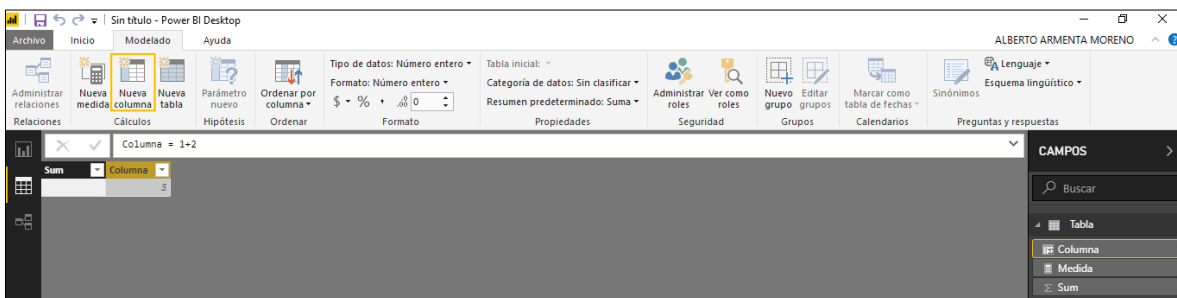 Sin título - Power BI Desktop
Archivo Inicio Modelado Ayuda ALBERTO ARMENTA MORENO
Administrar relaciones
Nueva medida
Nueva columna
Nueva tabla
Parámetro nuevo
Ordenar por columna
Tipo de datos: Número entero
Formato: Número entero
$ % , .00 0
Tabla inicial:
Categoría de datos: Sin clasificar
Resumen predeterminado: Suma
Administrar roles
Ver como roles
Nuevo grupo
Editar grupos
Marcar como tabla de fechas
Sinónimos
Lenguaje
Esquema lingüístico
Relaciones Cálculos Hipótesis Ordenar Formato Propiedades Seguridad Grupos Calendarios Preguntas y respuestas
Columna = 1+2
Sum Columna
3
CAMPOS
Buscar
Tabla
Columna
Medida
Sum